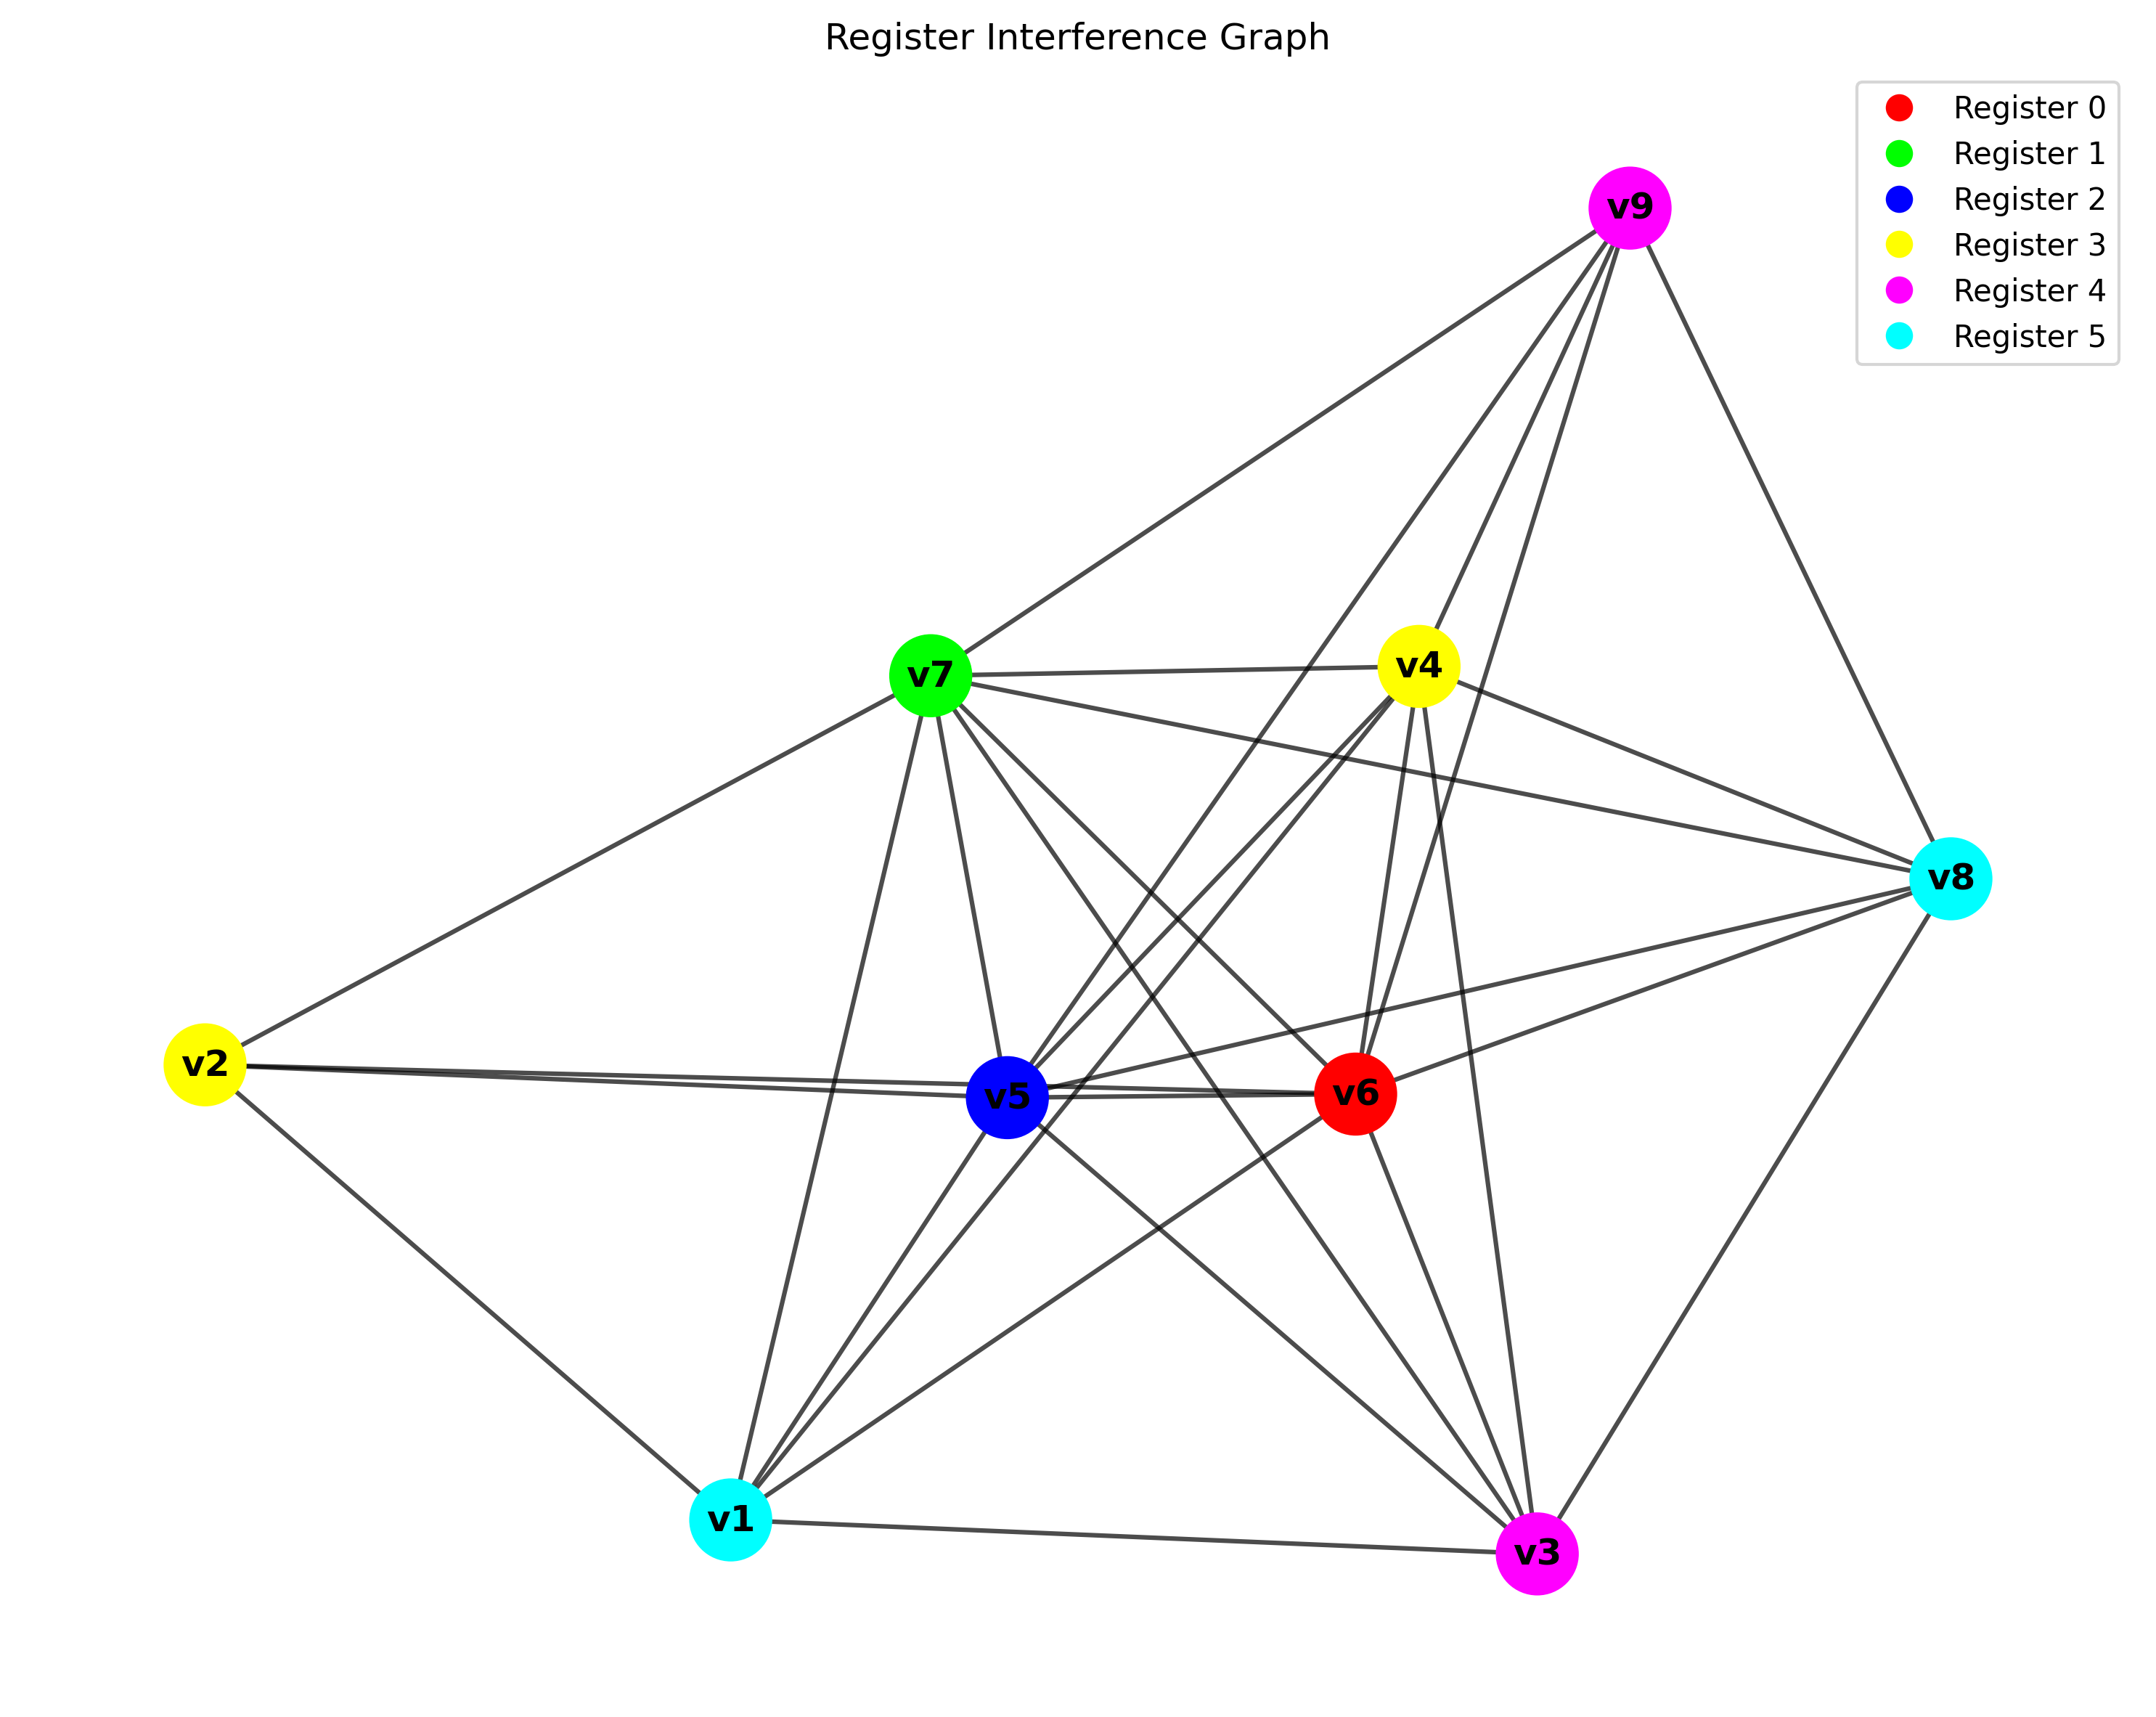 Register Interference Graph
Register 0
Register 1
Register 2
Register 3
Register 4
Register 5
v9
v7
v4
v8
v2
v5
v6
v1
v3